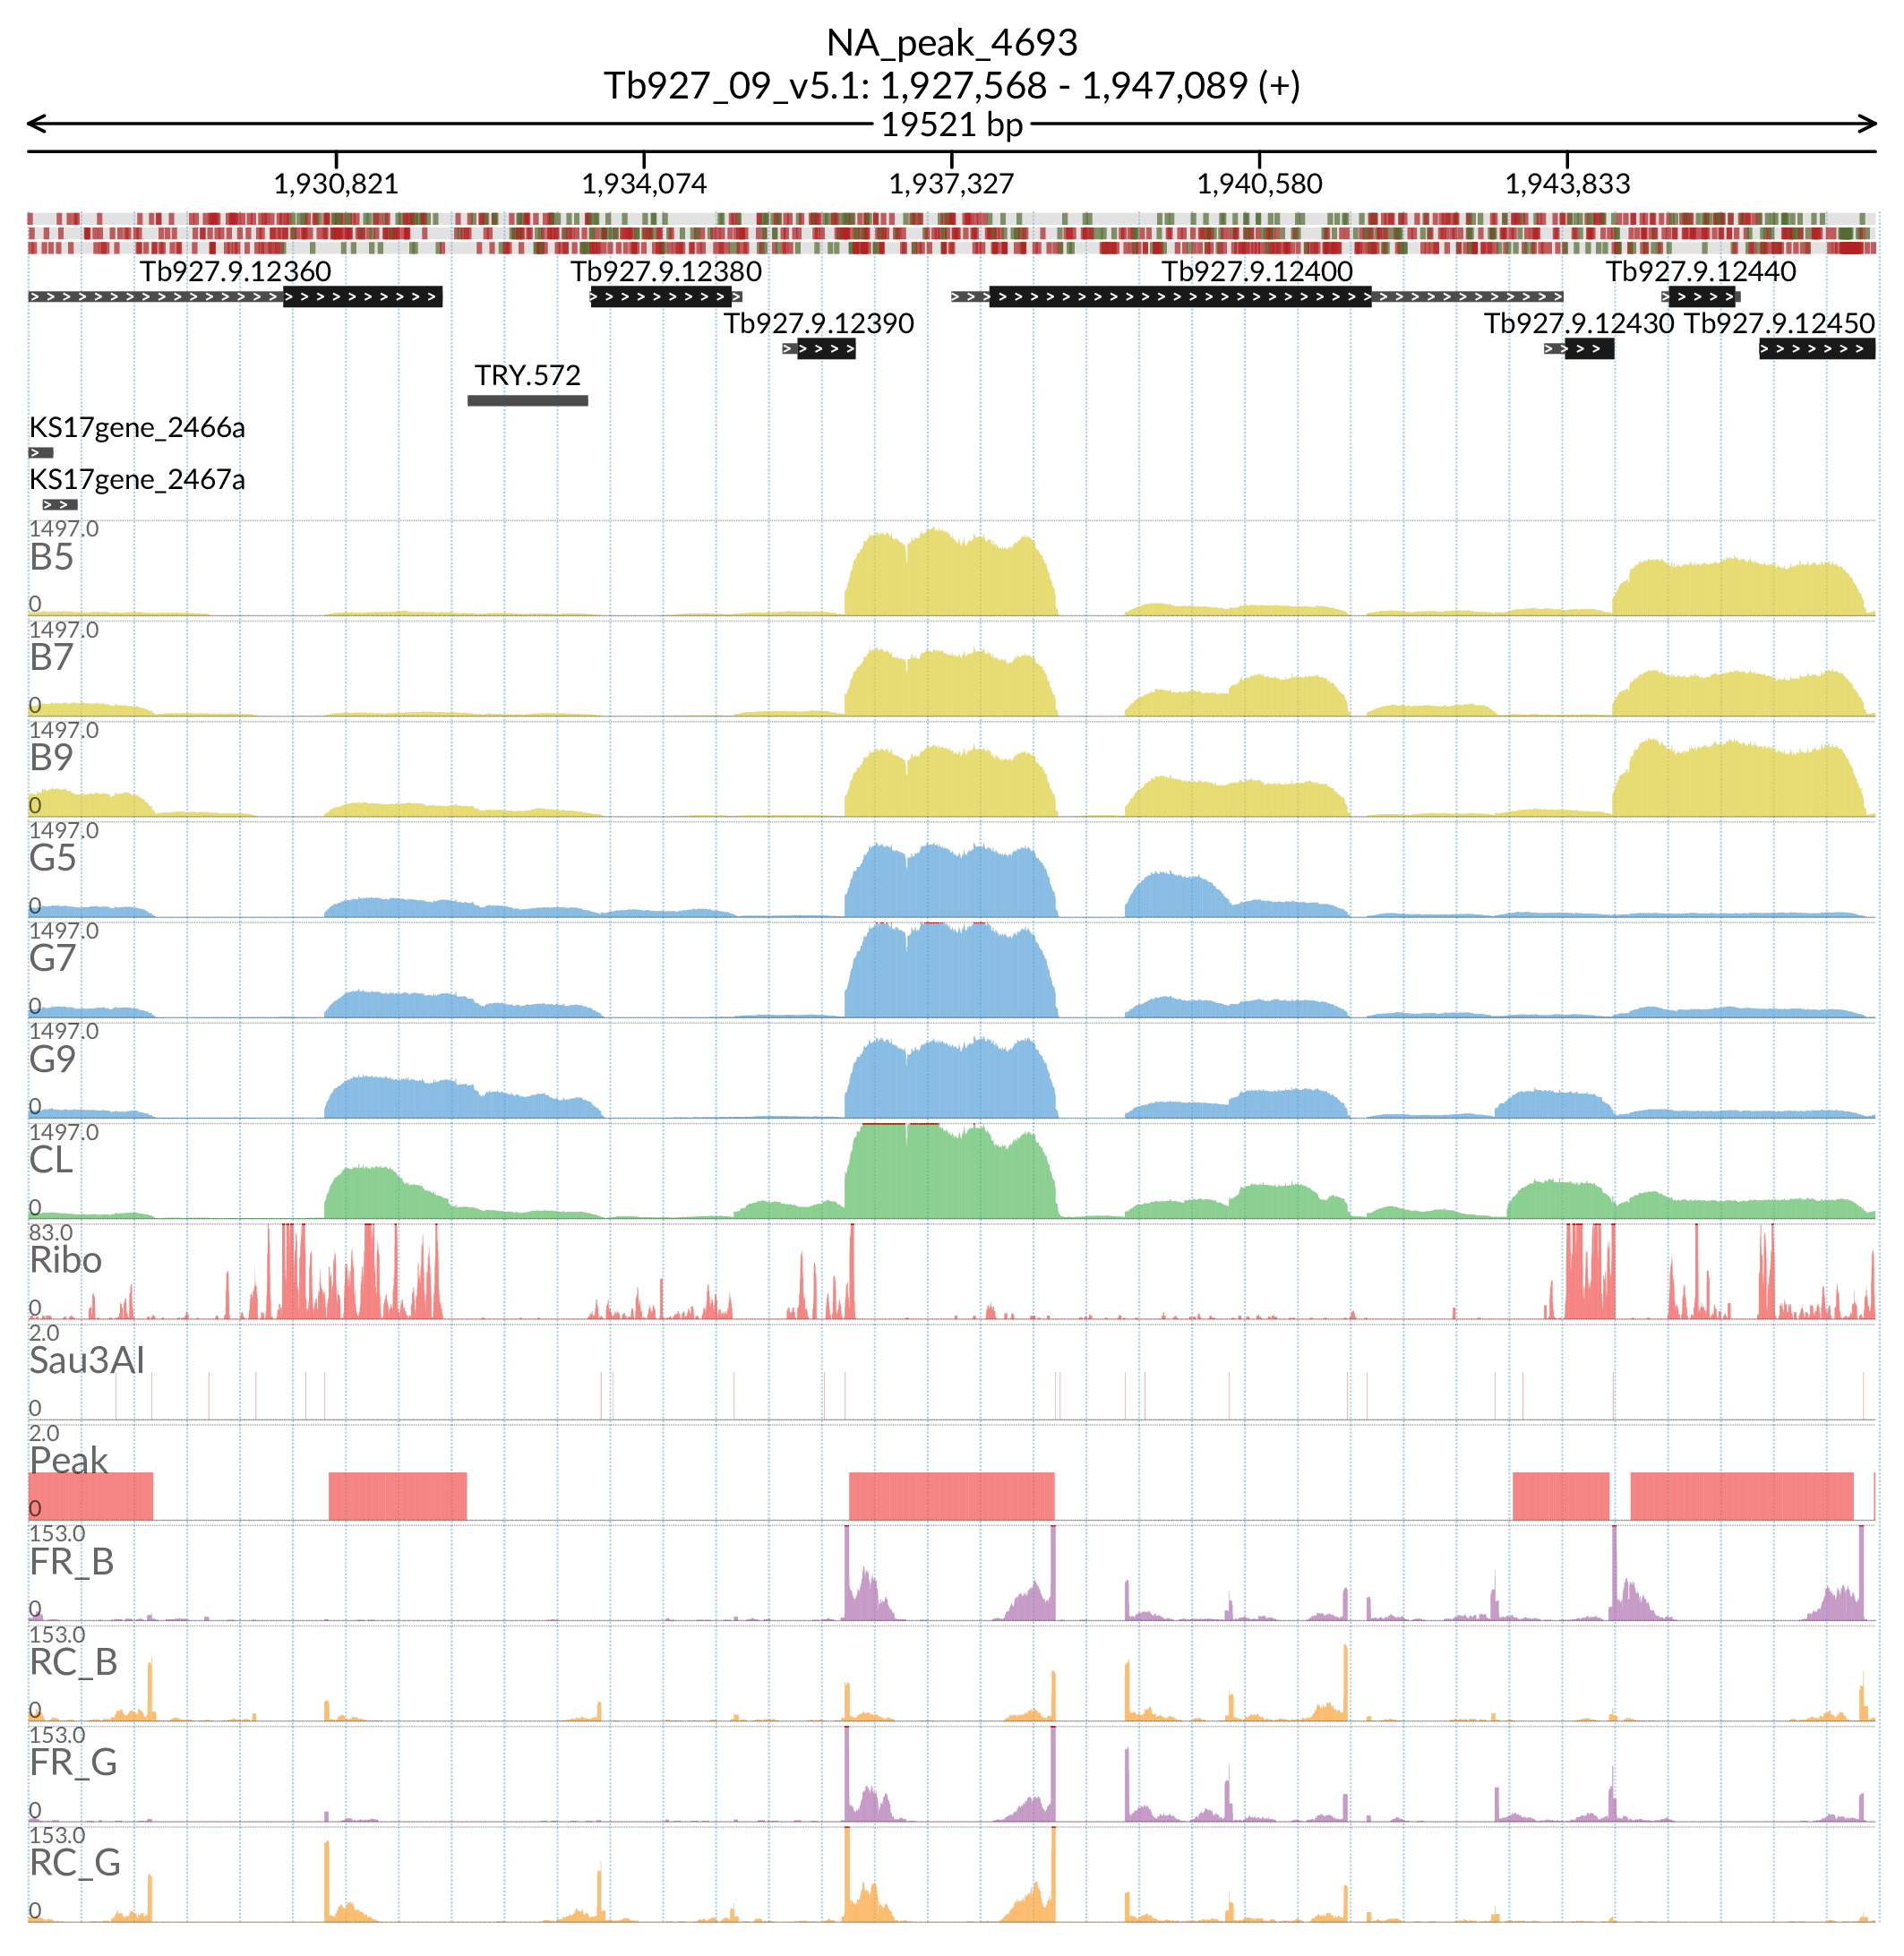 NA_peak_4693
Tb927_09_v5.1: 1,927,568 - 1,947,089 (+)
19521 bp
1,930,821 1,934,074 1,937,327 1,940,580 1,943,833
Tb927.9.12360 Tb927.9.12380 Tb927.9.12400 Tb927.9.12440
Tb927.9.12390 Tb927.9.12430 Tb927.9.12450
TRY.572
KS17gene_2466a
KS17gene_2467a
1497.0
B5
0
1497.0
B7
0
1497.0
B9
0
1497.0
G5
0
1497.0
G7
0
1497.0
G9
0
1497.0
CL
0
83.0
Ribo
0
2.0
Sau3AI
0
2.0
Peak
0
153.0
FR_B
0
153.0
RC_B
0
153.0
FR_G
0
153.0
RC_G
0